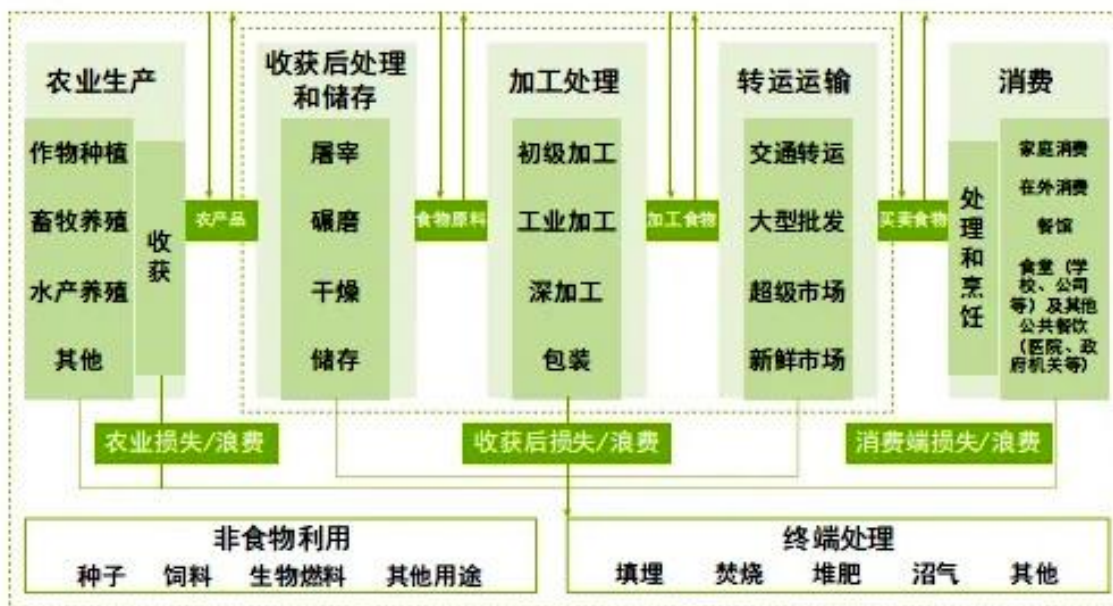 农业生产
作物种植
畜牧养殖
水产养殖
其他
收获
农产品
收获后处理
和储存
屠宰
碾磨
干燥
储存
食物原料
加工处理
初级加工
工业加工
深加工
包装
加工食物
转运运输
交通转运
大型批发
超级市场
新鲜市场
买卖食物
消费
处理和烹饪
家庭消费
在外消费
餐馆
食堂（学
校、公司
等）及其他
公共餐饮
（医院、政
府机关等）
农业损失/浪费
收获后损失/浪费
消费端损失/浪费
非食物利用
种子 饲料 生物燃料 其他用途
终端处理
填埋 焚烧 堆肥 沼气 其他